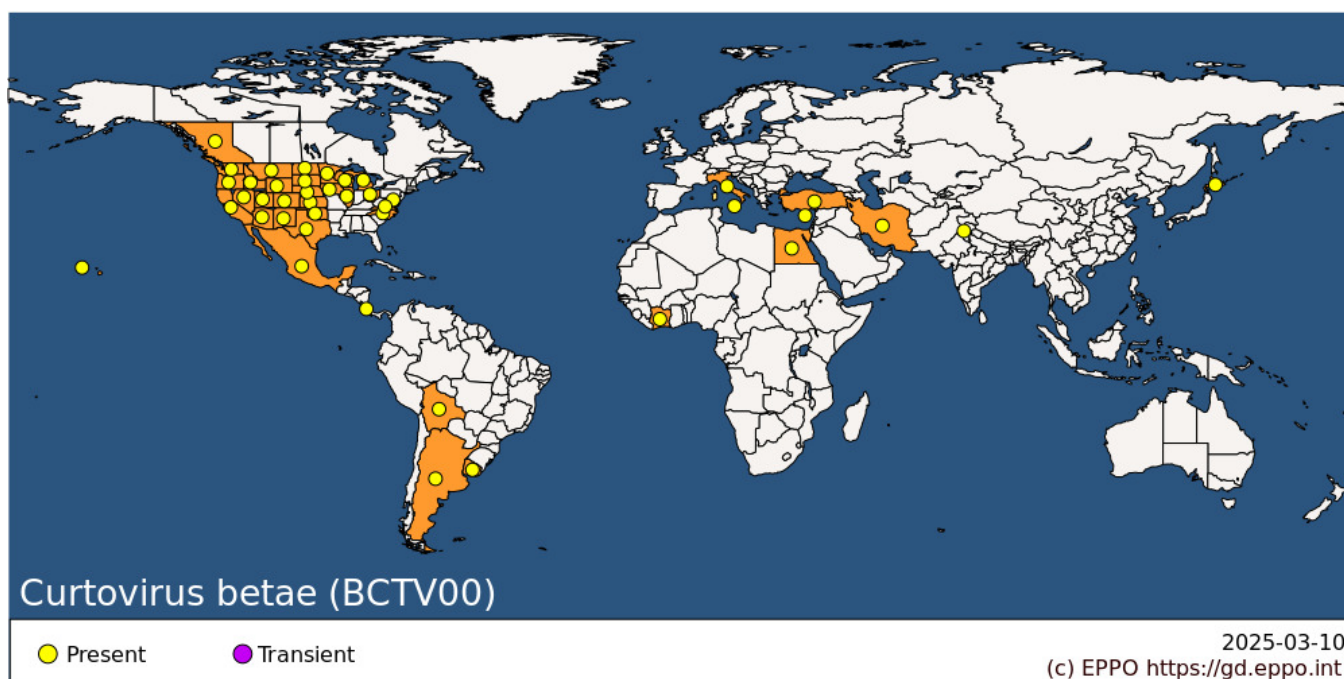 Curtovirus betae (BCTV00)
Present
Transient
2025-03-10
(c) EPPO https://gd.eppo.int